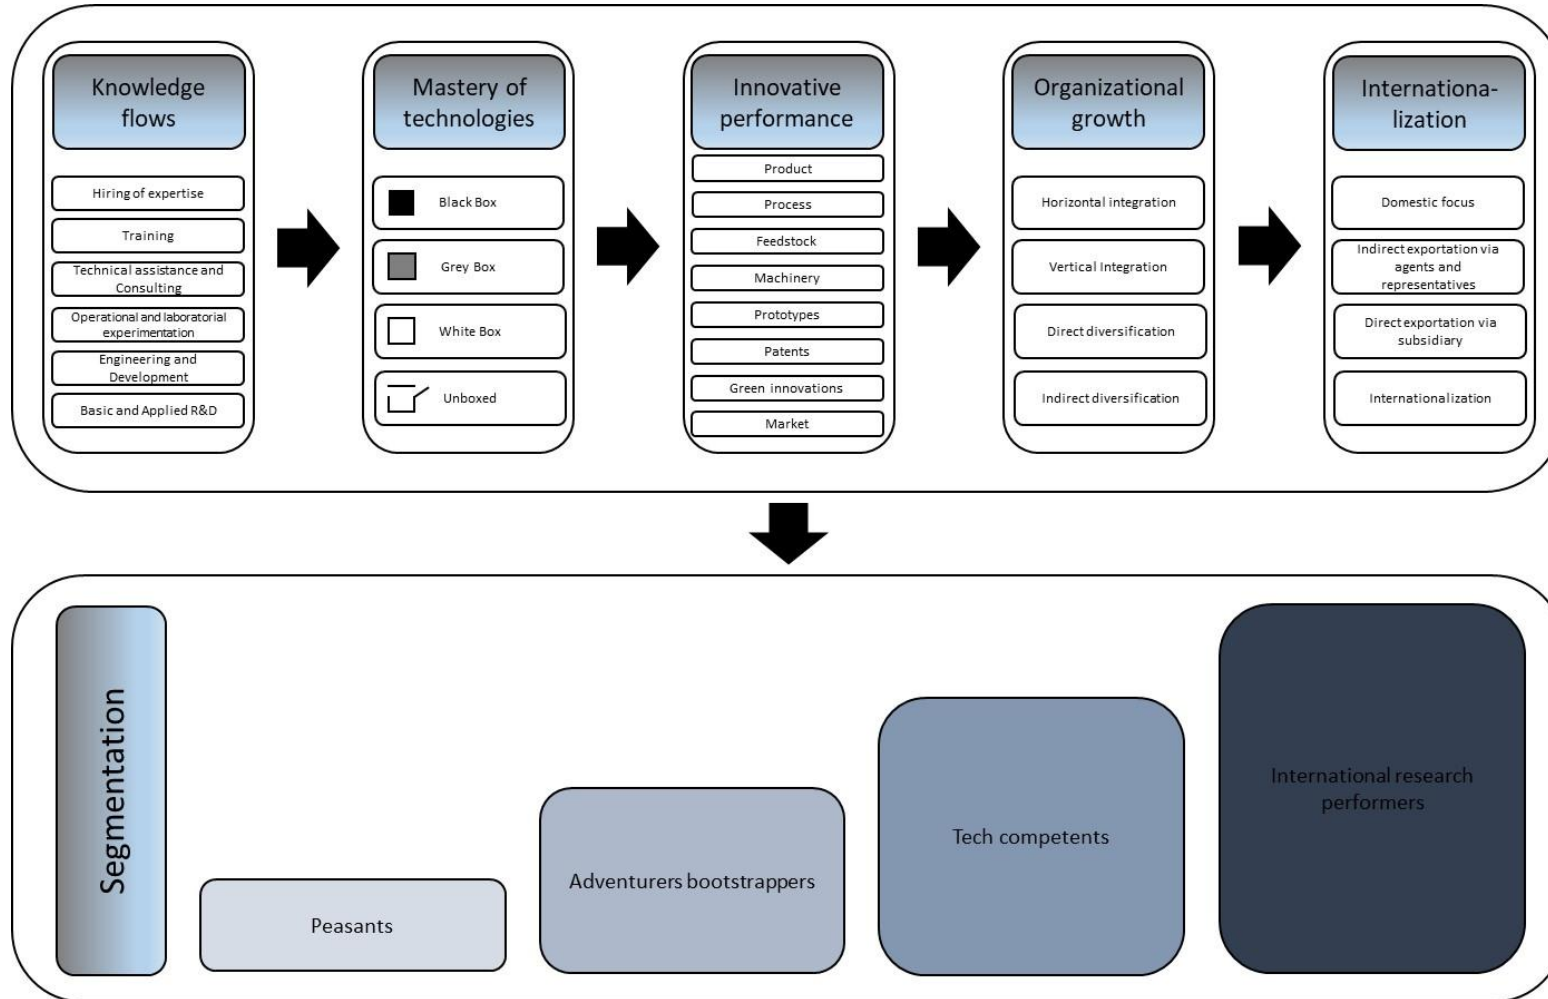 Knowledge
flows
Hiring of expertise
Training
Technical assistance and
Consulting
Operational and laboratorial
experimentation
Engineering and
Development
Basic and Applied R&D
Mastery of
technologies
Black Box
Grey Box
White Box
Unboxed
Innovative
performance
Product
Process
Feedstock
Machinery
Prototypes
Patents
Green innovations
Market
Organizational
growth
Horizontal integration
Vertical Integration
Direct diversification
Indirect diversification
Internationa-
lization
Domestic focus
Indirect exportation via
agents and
representatives
Direct exportation via
subsidiary
Internationalization
Segmentation
Peasants
Adventurers bootstrappers
Tech competents
International research
performers